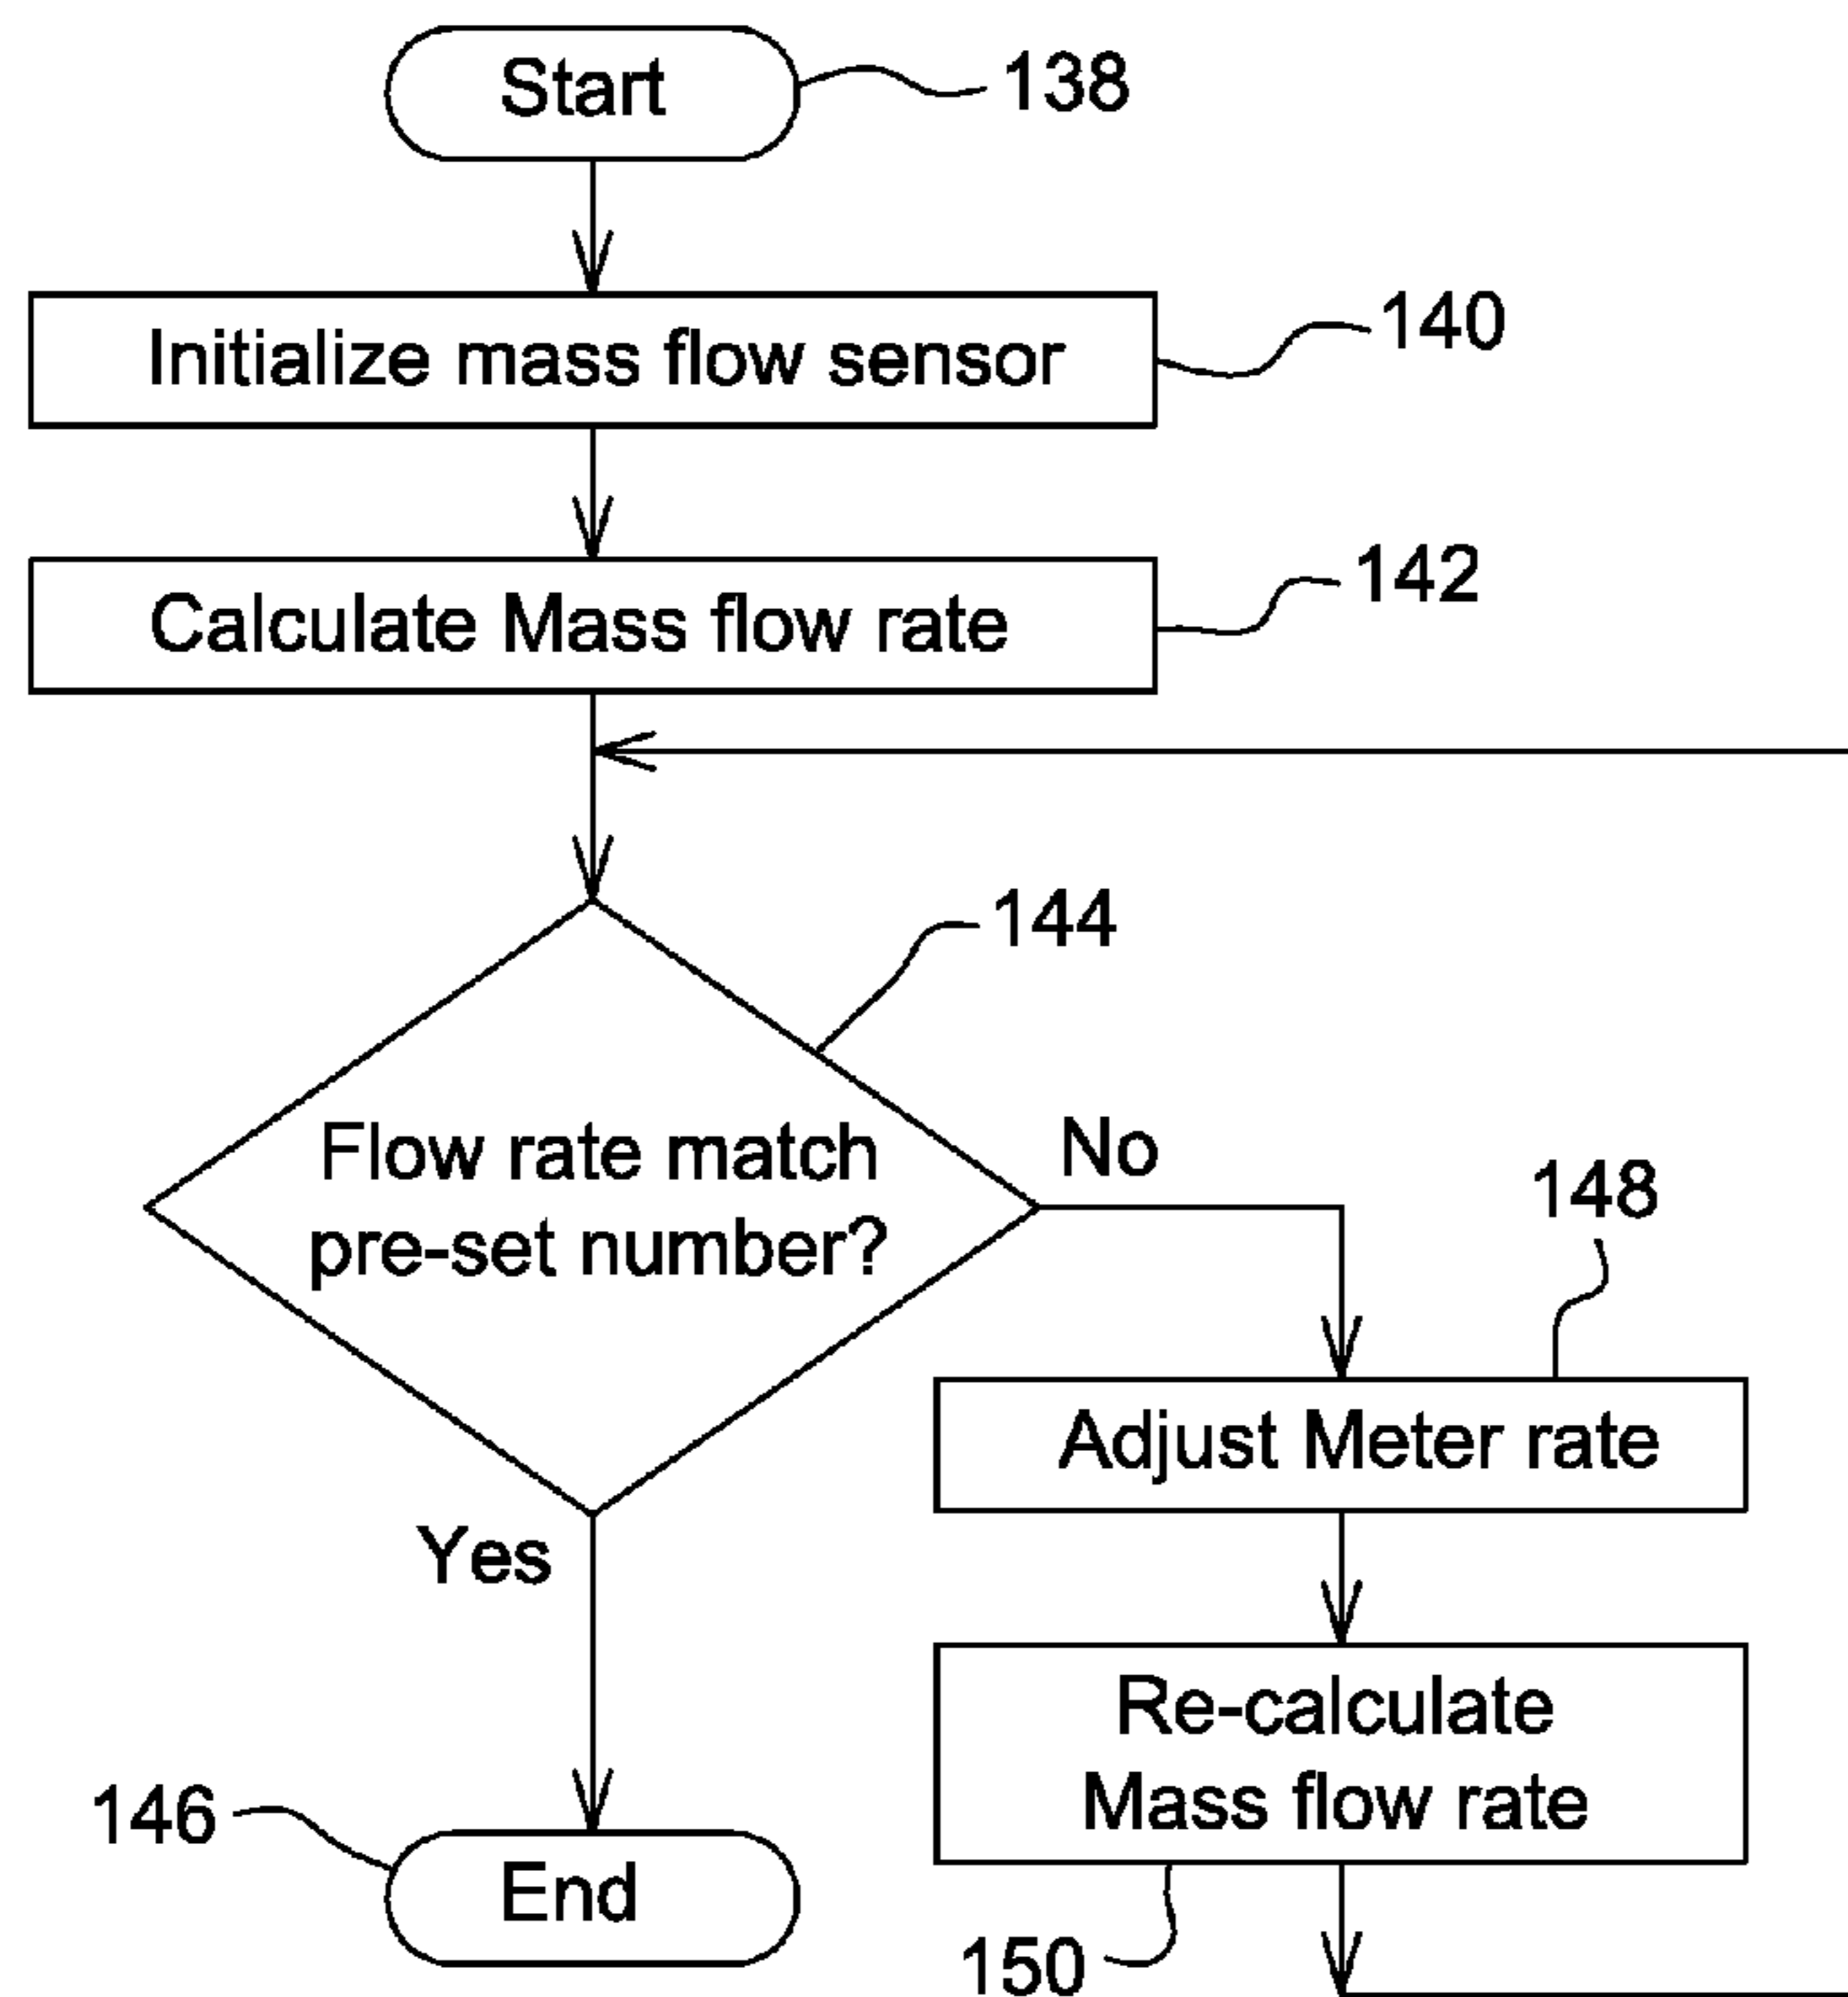 Start
138
Initialize mass flow sensor
140
Calculate Mass flow rate
142
144
Flow rate match
pre-set number?
No
148
Adjust Meter rate
Yes
Re-calculate
Mass flow rate
146
End
150